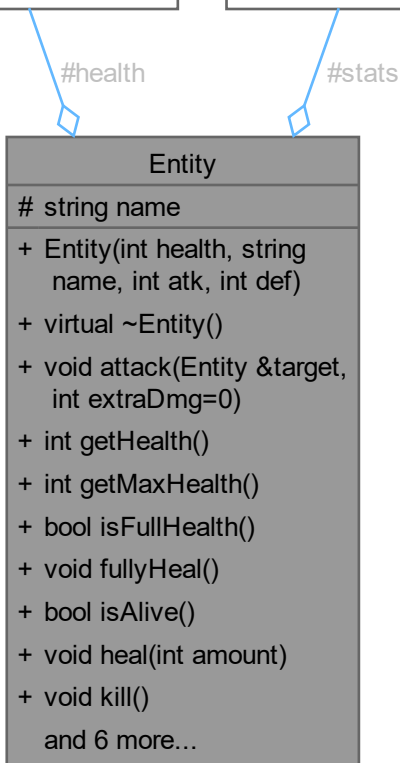 #health
#stats
Entity
# string name
+ Entity(int health, string
name, int atk, int def)
+ virtual ~Entity()
+ void attack(Entity &target,
int extraDmg=0)
+ int getHealth()
+ int getMaxHealth()
+ bool isFullHealth()
+ void fullyHeal()
+ bool isAlive()
+ void heal(int amount)
+ void kill()
and 6 more...